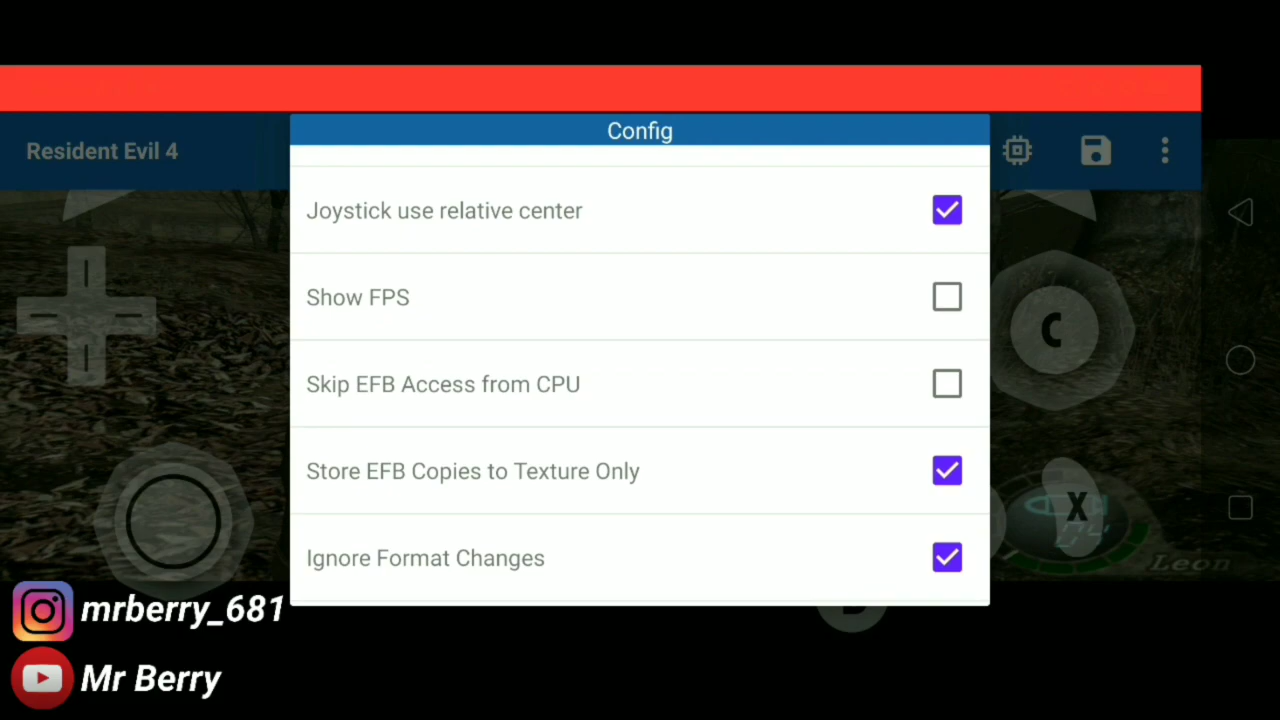 Config
Resident Evil 4
Joystick use relative center
Show FPS
Skip EFB Access from CPU
Store EFB Copies to Texture Only
Ignore Format Changes
C
X
Leon
mrberry_681
Mr Berry